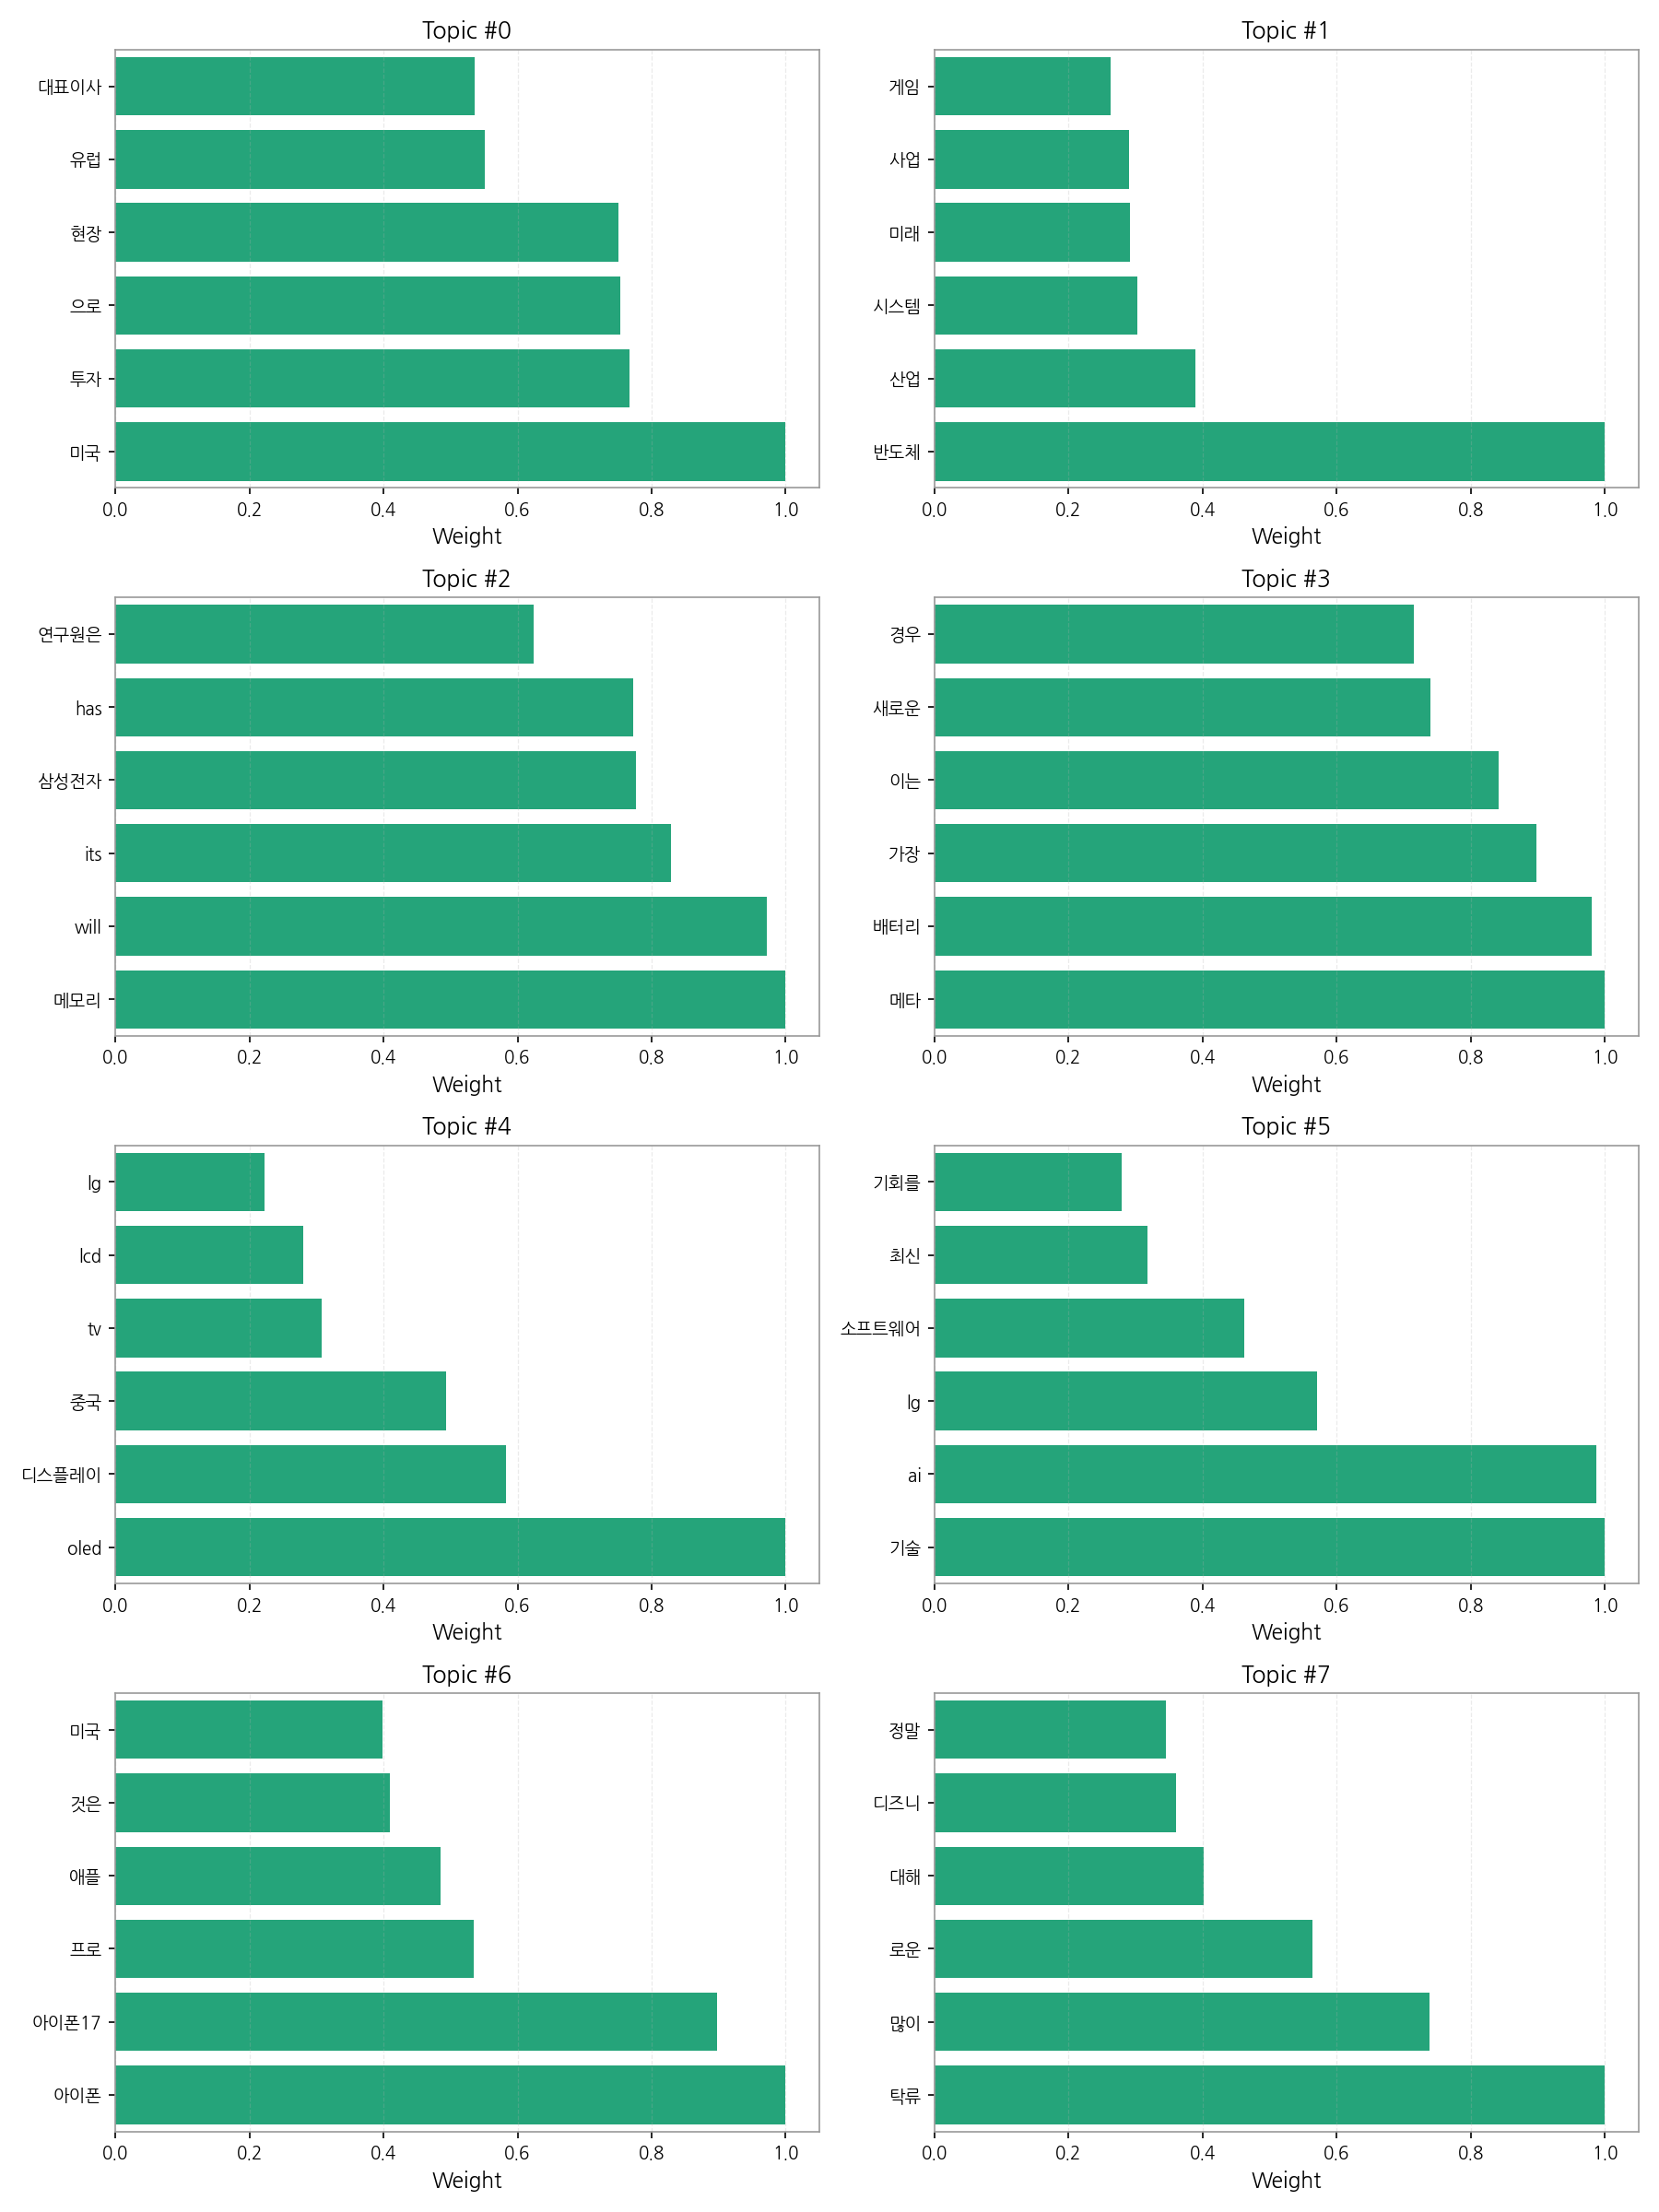 Topic #0
대표이사
유럽
현장
으로
투자
미국
0.0 0.2 0.4 0.6 0.8 1.0
Weight
Topic #1
게임
사업
미래
시스템
산업
반도체
0.0 0.2 0.4 0.6 0.8 1.0
Weight
Topic #2
연구원은
has
삼성전자
its
will
메모리
0.0 0.2 0.4 0.6 0.8 1.0
Weight
Topic #3
경우
새로운
이는
가장
배터리
메타
0.0 0.2 0.4 0.6 0.8 1.0
Weight
Topic #4
lg
lcd
tv
중국
디스플레이
oled
0.0 0.2 0.4 0.6 0.8 1.0
Weight
Topic #5
기회를
최신
소프트웨어
lg
ai
기술
0.0 0.2 0.4 0.6 0.8 1.0
Weight
Topic #6
미국
것은
애플
프로
아이폰17
아이폰
0.0 0.2 0.4 0.6 0.8 1.0
Weight
Topic #7
정말
디즈니
대해
로운
많이
탁류
0.0 0.2 0.4 0.6 0.8 1.0
Weight